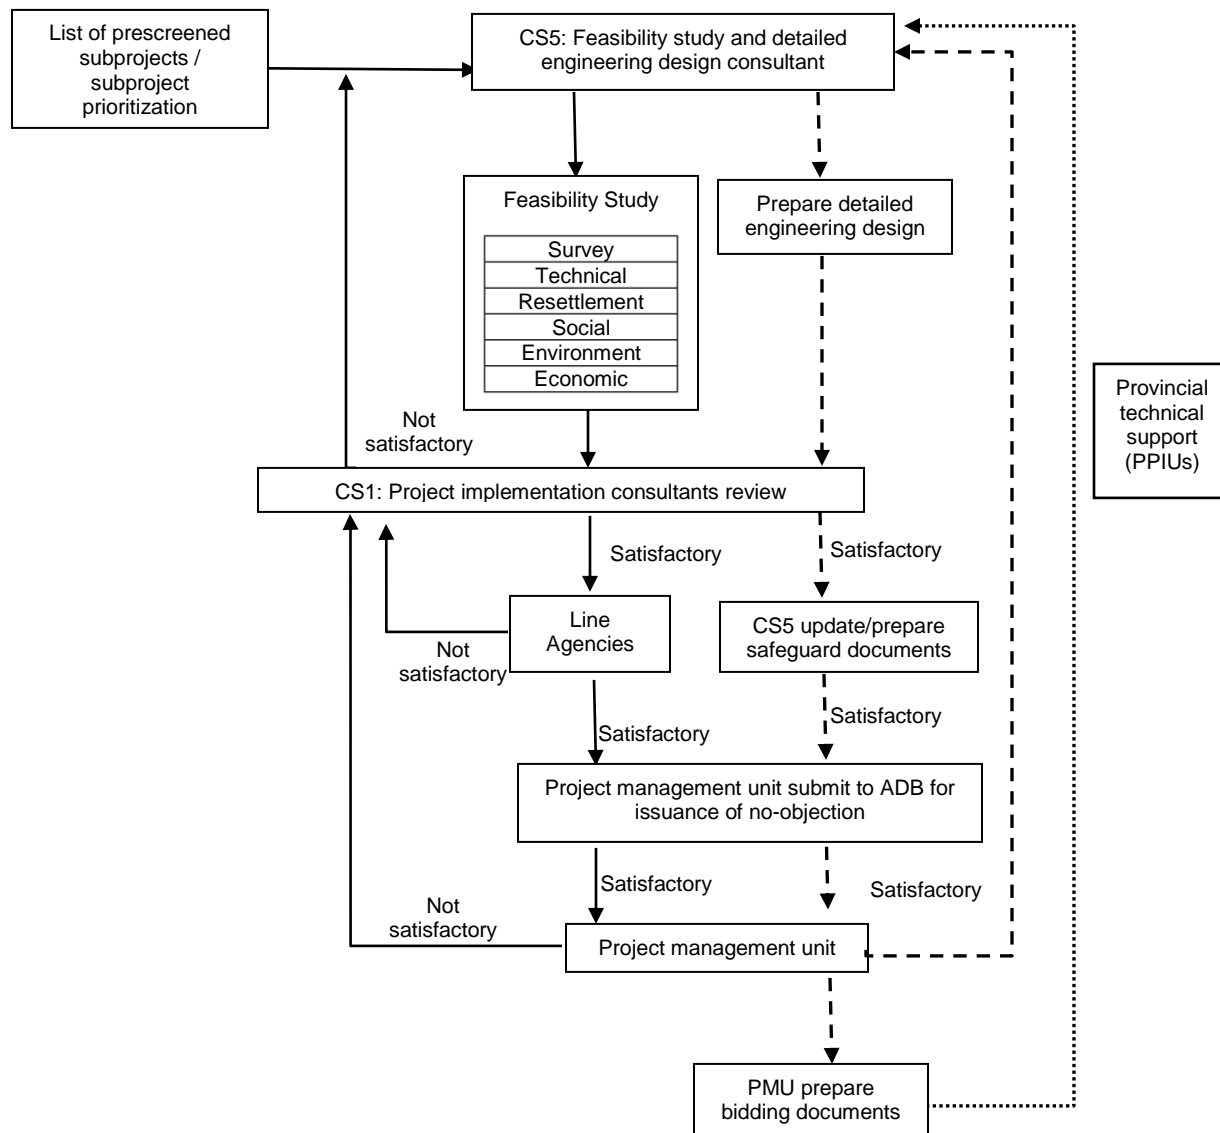 List of prescreened
subprojects /
subproject
prioritization
CS5: Feasibility study and detailed
engineering design consultant
Feasibility Study
Survey
Technical
Resettlement
Social
Environment
Economic
Prepare detailed
engineering design
Provincial
technical
support
(PPIUs)
Not
satisfactory
CS1: Project implementation consultants review
Satisfactory
Satisfactory
Line
Agencies
CS5 update/prepare
safeguard documents
Not
satisfactory
Satisfactory
Satisfactory
Project management unit submit to ADB for
issuance of no-objection
Satisfactory
Satisfactory
Not
satisfactory
Project management unit
PMU prepare
bidding documents